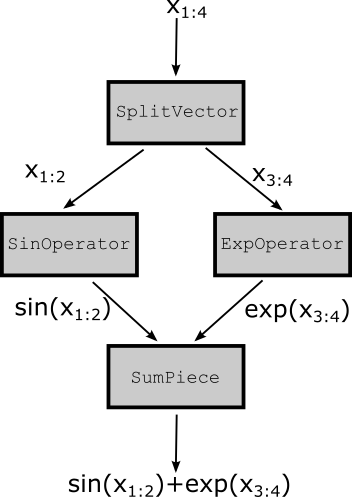 x₁:₄
SplitVector
x₁:₂
x₃:₄
SinOperator
ExpOperator
sin(x₁:₂)
exp(x₃:₄)
SumPiece
sin(x₁:₂)+exp(x₃:₄)